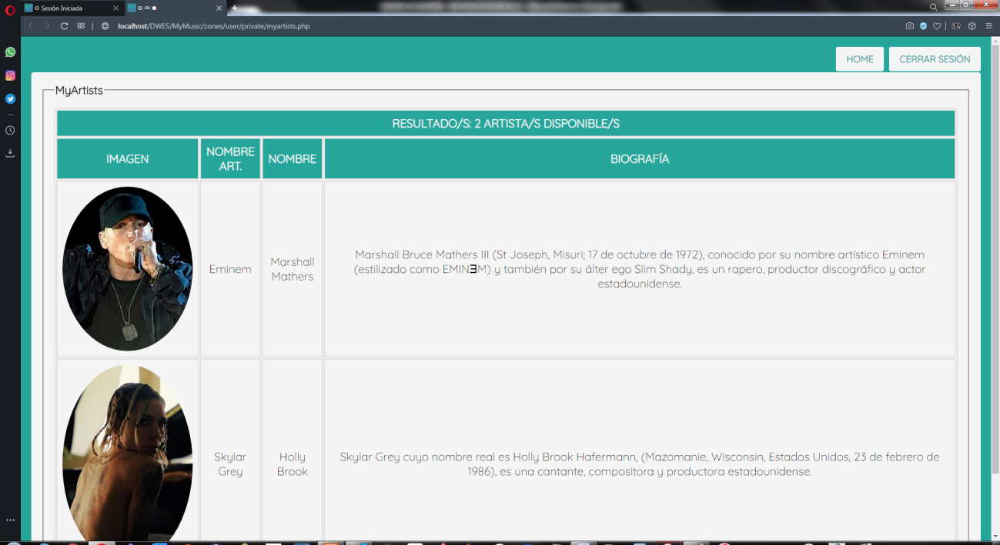 Sesión Iniciada
localhost/DWES/MyMusic/zones/user/private/myartists.php
HOME
CERRAR SESIÓN
MyArtists
RESULTADO/S: 2 ARTISTA/S DISPONIBLE/S
IMAGEN
NOMBRE
ART.
NOMBRE
BIOGRAFÍA
Eminem
Marshall
Mathers
Marshall Bruce Mathers III (St Joseph, Misuri; 17 de octubre de 1972), conocido por su nombre artístico Eminem
(estilizado como EMINƎM) y también por su álter ego Slim Shady, es un rapero, productor discográfico y actor
estadounidense.
Skylar
Grey
Holly
Brook
Skylar Grey cuyo nombre real es Holly Brook Hafermann, (Mazomanie, Wisconsin, Estados Unidos, 23 de febrero de
1986), es una cantante, compositora y productora estadounidense.